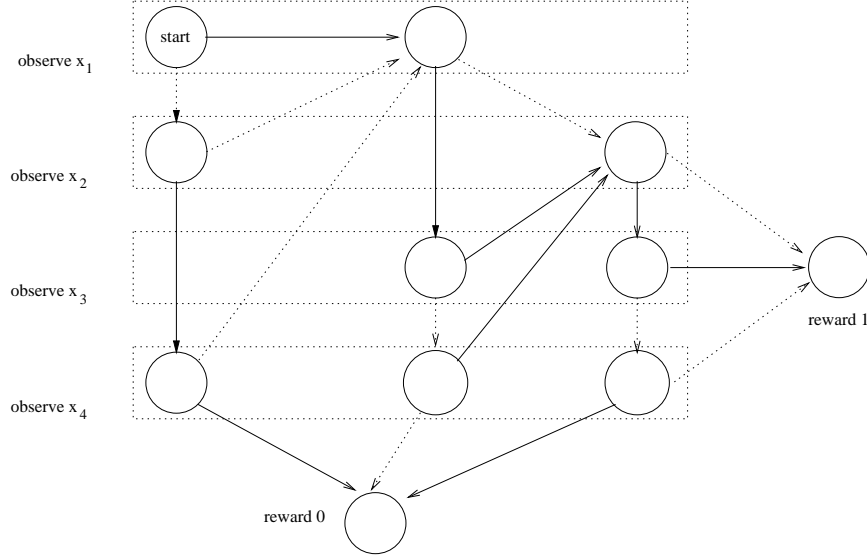 start
observe x1
observe x2
observe x3
reward 1
observe x4
reward 0